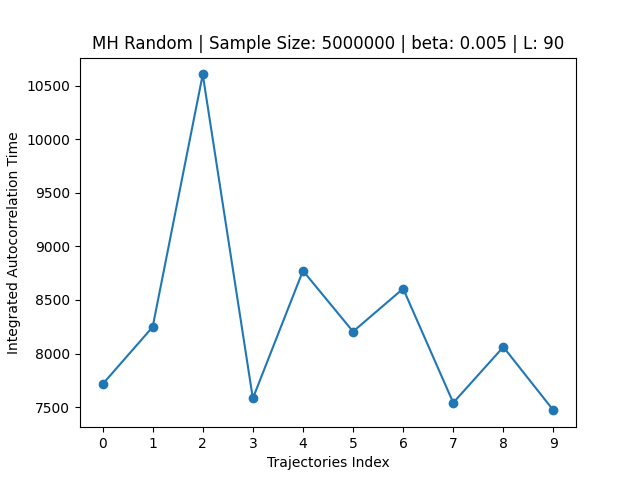 MH Random | Sample Size: 5000000 | beta: 0.005 | L: 90
Integrated Autocorrelation Time
10500
10000
9500
9000
8500
8000
7500
0 1 2 3 4 5 6 7 8 9
Trajectories Index